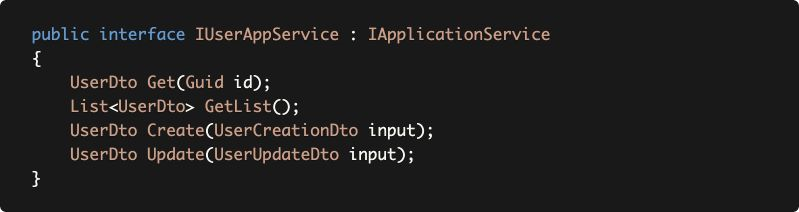 public interface IUserAppService : IApplicationService
{
    UserDto Get(Guid id);
    List<UserDto> GetList();
    UserDto Create(UserCreationDto input);
    UserDto Update(UserUpdateDto input);
}